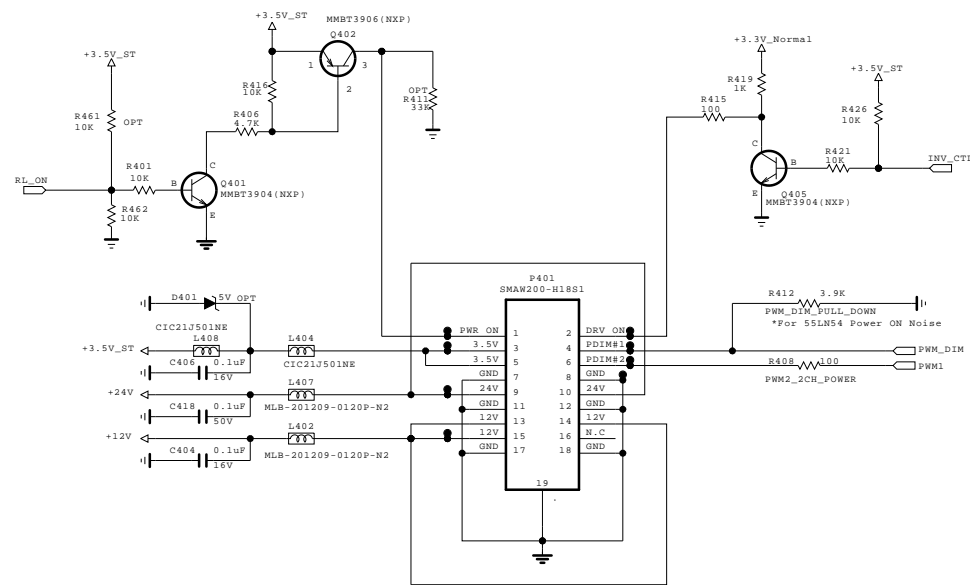 +3.5V_ST
MMBT3906(NXP)
Q402
1
3
2
R416
10K
OPT
R411
33K
+3.5V_ST
R461
10K
OPT
R406
4.7K
RL_ON
R401
10K
B
C
E
Q401
MMBT3904(NXP)
R462
10K
+3.3V_Normal
R419
1K
+3.5V_ST
R415
100
R426
10K
C
B
E
R421
10K
INV_CTL
Q405
MMBT3904(NXP)
P401
SMAW200-H18S1
D401
5V
OPT
CIC21J501NE
L408
+3.5V_ST
C406
0.1uF
16V
L404
CIC21J501NE
L407
+24V
C418
0.1uF
50V
MLB-201209-0120P-N2
L402
+12V
C404
0.1uF
16V
MLB-201209-0120P-N2
PWR ON
1
2
DRV ON
3.5V
3
4
PDIM#1
3.5V
5
6
PDIM#2
GND
7
8
GND
24V
9
10
24V
GND
11
12
GND
12V
13
14
12V
12V
15
16
N.C
GND
17
18
GND
19
.
R412
3.9K
PWM_DIM_PULL_DOWN
*For 55LN54 Power ON Noise
PWM_DIM
R408
100
PWM1
PWM2_2CH_POWER